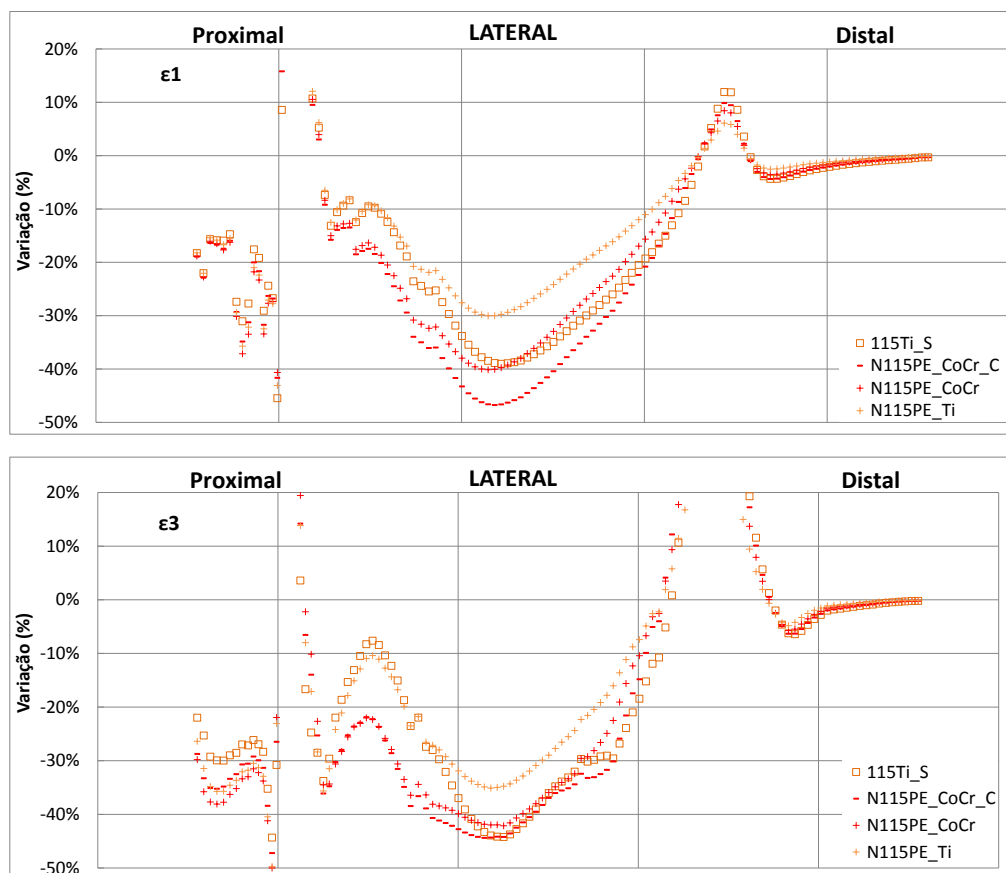 Proximal LATERAL Distal
20%
ε1
10%
0%
-10%
-20%
-30%
-40%
-50%
Variação (%)
115Ti_S
N115PE_CoCr_C
N115PE_CoCr
N115PE_Ti
Proximal LATERAL Distal
20%
ε3
10%
0%
-10%
-20%
-30%
-40%
-50%
Variação (%)
115Ti_S
N115PE_CoCr_C
N115PE_CoCr
N115PE_Ti